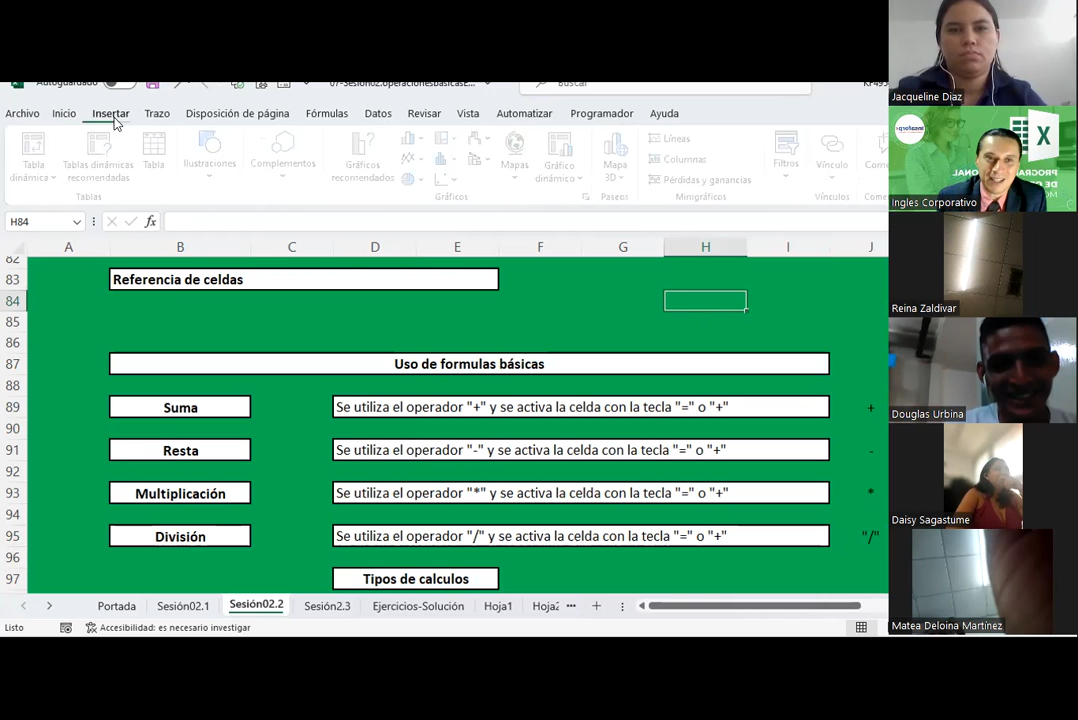 Autoguardado
07-Sesión02.operacionesbasicasE...
Buscar
Archivo Inicio Insertar Trazo Disposición de página Fórmulas Datos Revisar Vista Automatizar Programador Ayuda
Tabla dinámica
Tablas dinámicas recomendadas
Tabla
Ilustraciones
Complementos
Gráficos recomendados
Mapas
Gráfico dinámico
Mapa 3D
Líneas
Columnas
Pérdidas y ganancias
Filtros
Vínculo
Tablas
Gráficos
Paseos
Minigráficos
Vínculos
H84
fx
A B C D E F G H I J
82
83 Referencia de celdas
84
85
86
87 Uso de formulas básicas
88
89 Suma Se utiliza el operador "+" y se activa la celda con la tecla "=" o "+" +
90
91 Resta Se utiliza el operador "-" y se activa la celda con la tecla "=" o "+" -
92
93 Multiplicación Se utiliza el operador "*" y se activa la celda con la tecla "=" o "+" *
94
95 División Se utiliza el operador "/" y se activa la celda con la tecla "=" o "+" "/"
96
97 Tipos de calculos
Portada Sesión02.1 Sesión02.2 Sesión2.3 Ejercicios-Solución Hoja1 Hoja2 ...
Listo
Accesibilidad: es necesario investigar
Jacqueline Diaz
Ingles Corporativo
Reina Zaldivar
Douglas Urbina
Daisy Sagastume
Matea Deloina Martínez